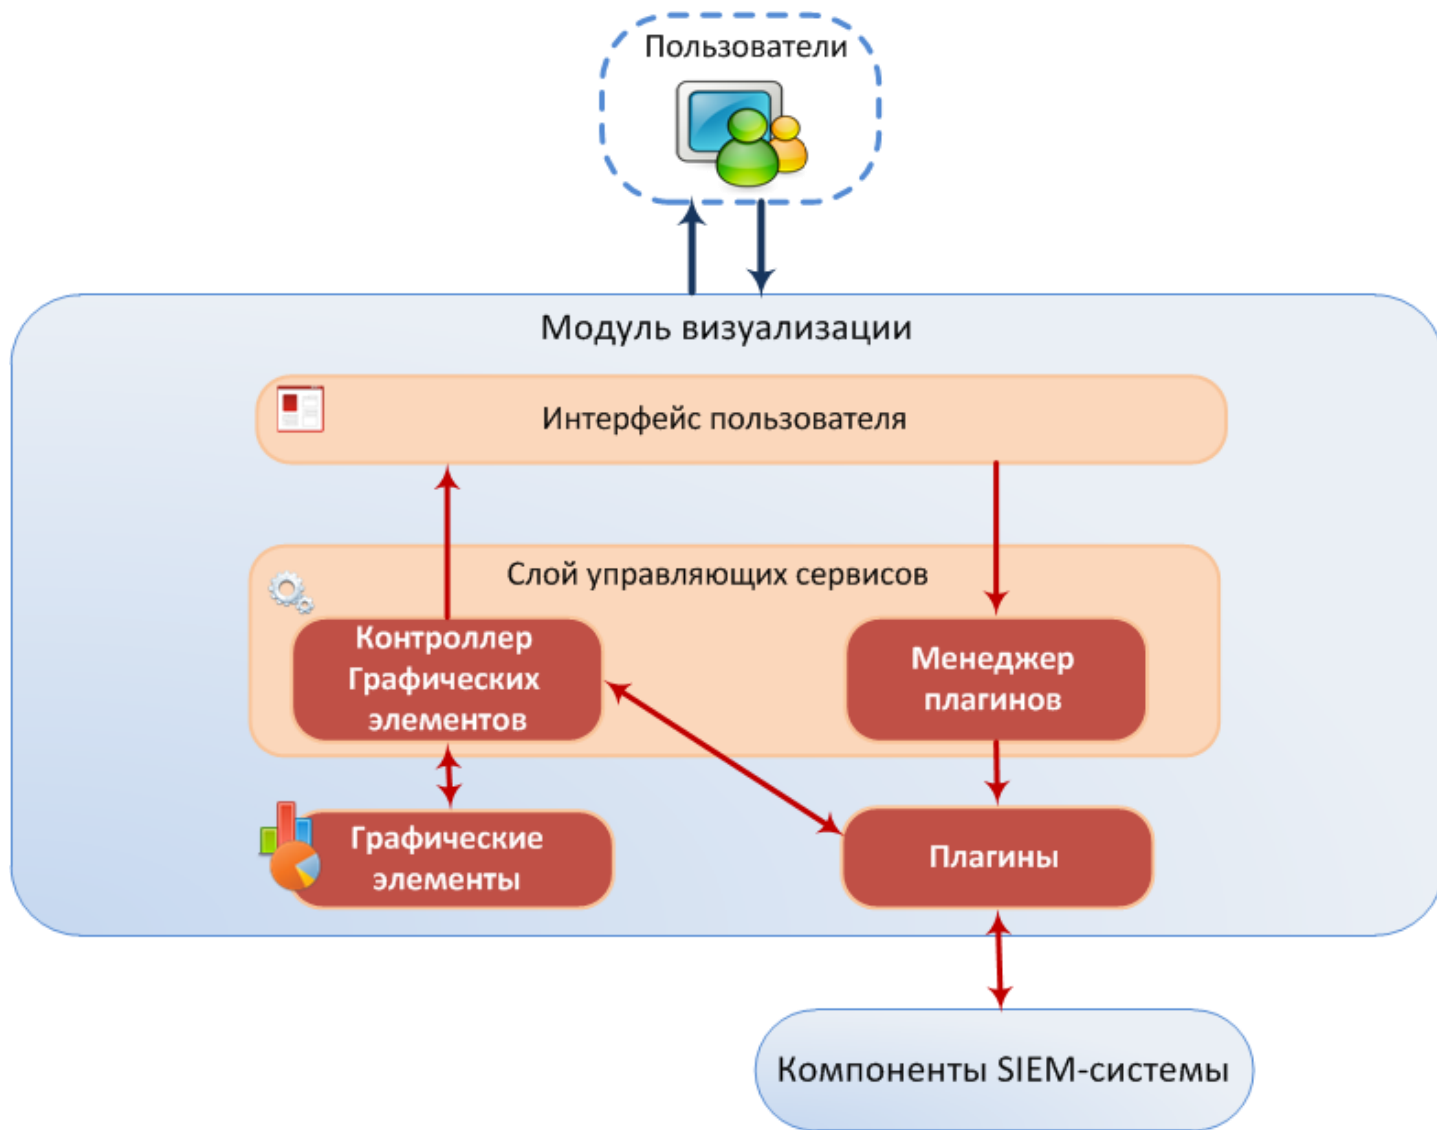 Пользователи
Модуль визуализации
Интерфейс пользователя
Слой управляющих сервисов
Контроллер
Графических
элементов
Менеджер
плагинов
Графические
элементы
Плагины
Компоненты SIEM-системы